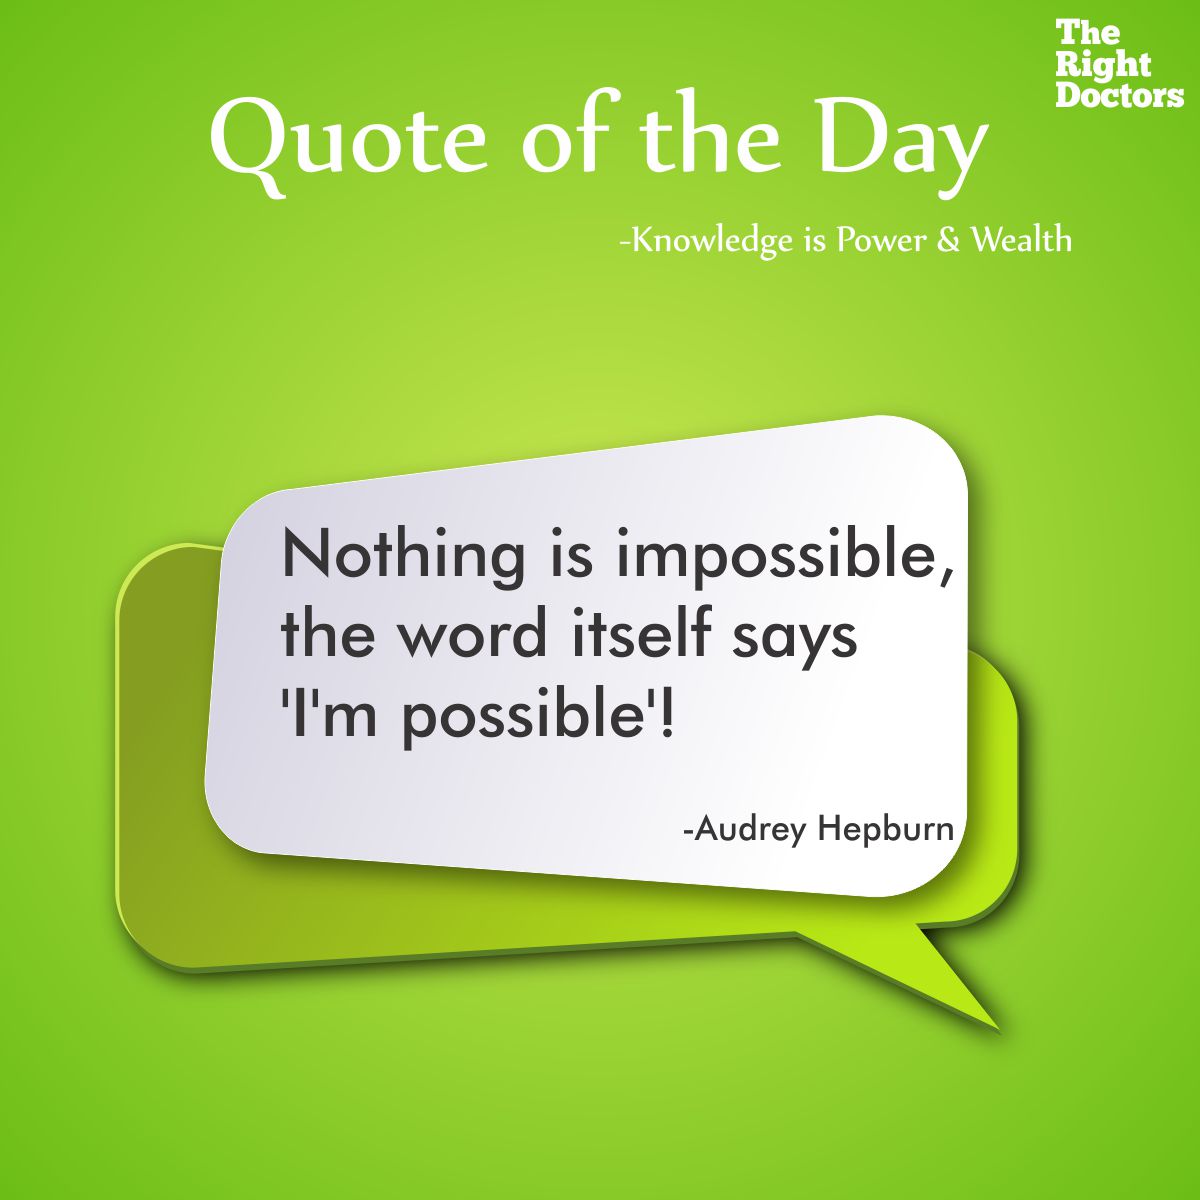 The
Right
Doctors
Quote of the Day
-Knowledge is Power & Wealth
Nothing is impossible,
the word itself says
'I'm possible'!
-Audrey Hepburn